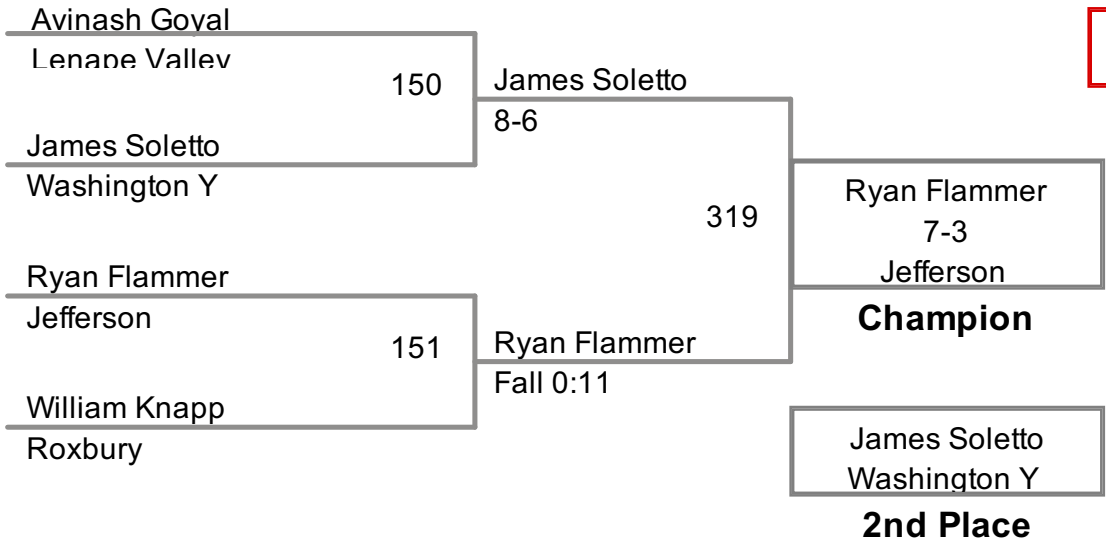 Avinash Goyal
Lenape Valley
150
James Soletto
8-6
James Soletto
Washington Y
319
Ryan Flammer
7-3
Jefferson
Champion
Ryan Flammer
Jefferson
151
Ryan Flammer
Fall 0:11
William Knapp
Roxbury
James Soletto
Washington Y
2nd Place